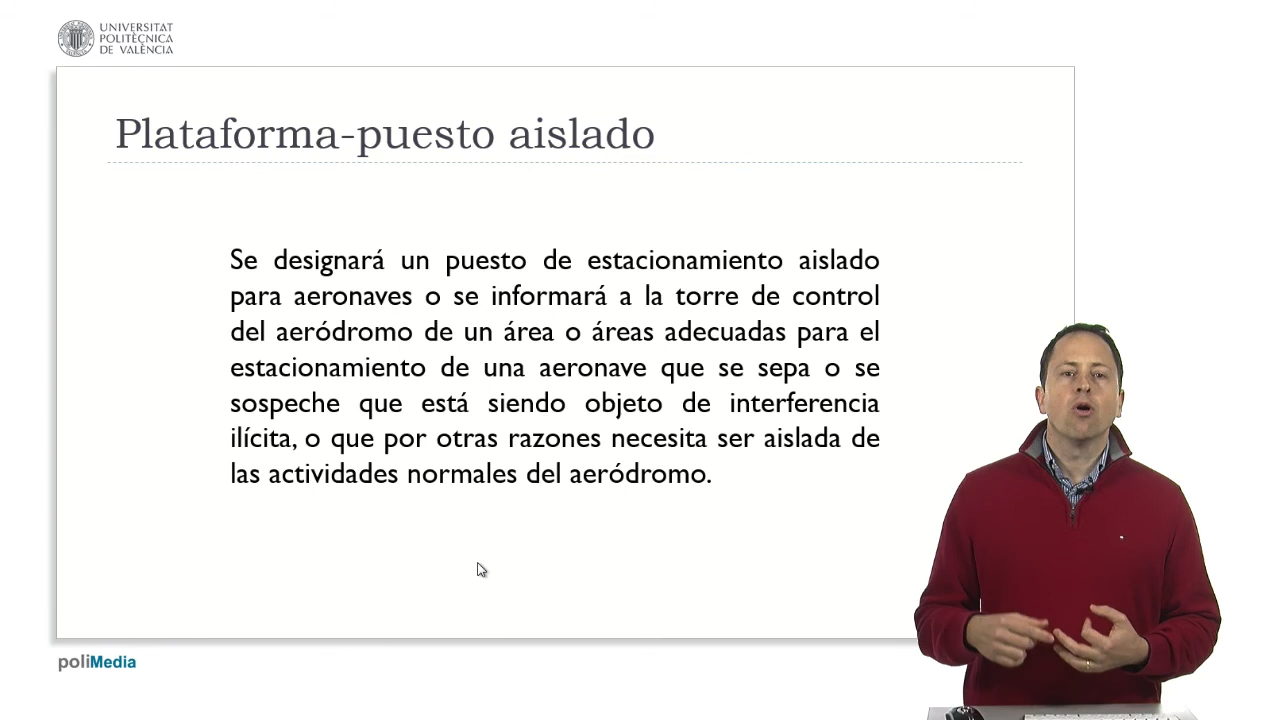 UNIVERSITAT
POLITÈCNICA
DE VALÈNCIA
Plataforma-puesto aislado
Se designará un puesto de estacionamiento aislado
para aeronaves o se informará a la torre de control
del aeródromo de un área o áreas adecuadas para el
estacionamiento de una aeronave que se sepa o se
sospeche que está siendo objeto de interferencia
ilícita, o que por otras razones necesita ser aislada de
las actividades normales del aeródromo.
poliMedia